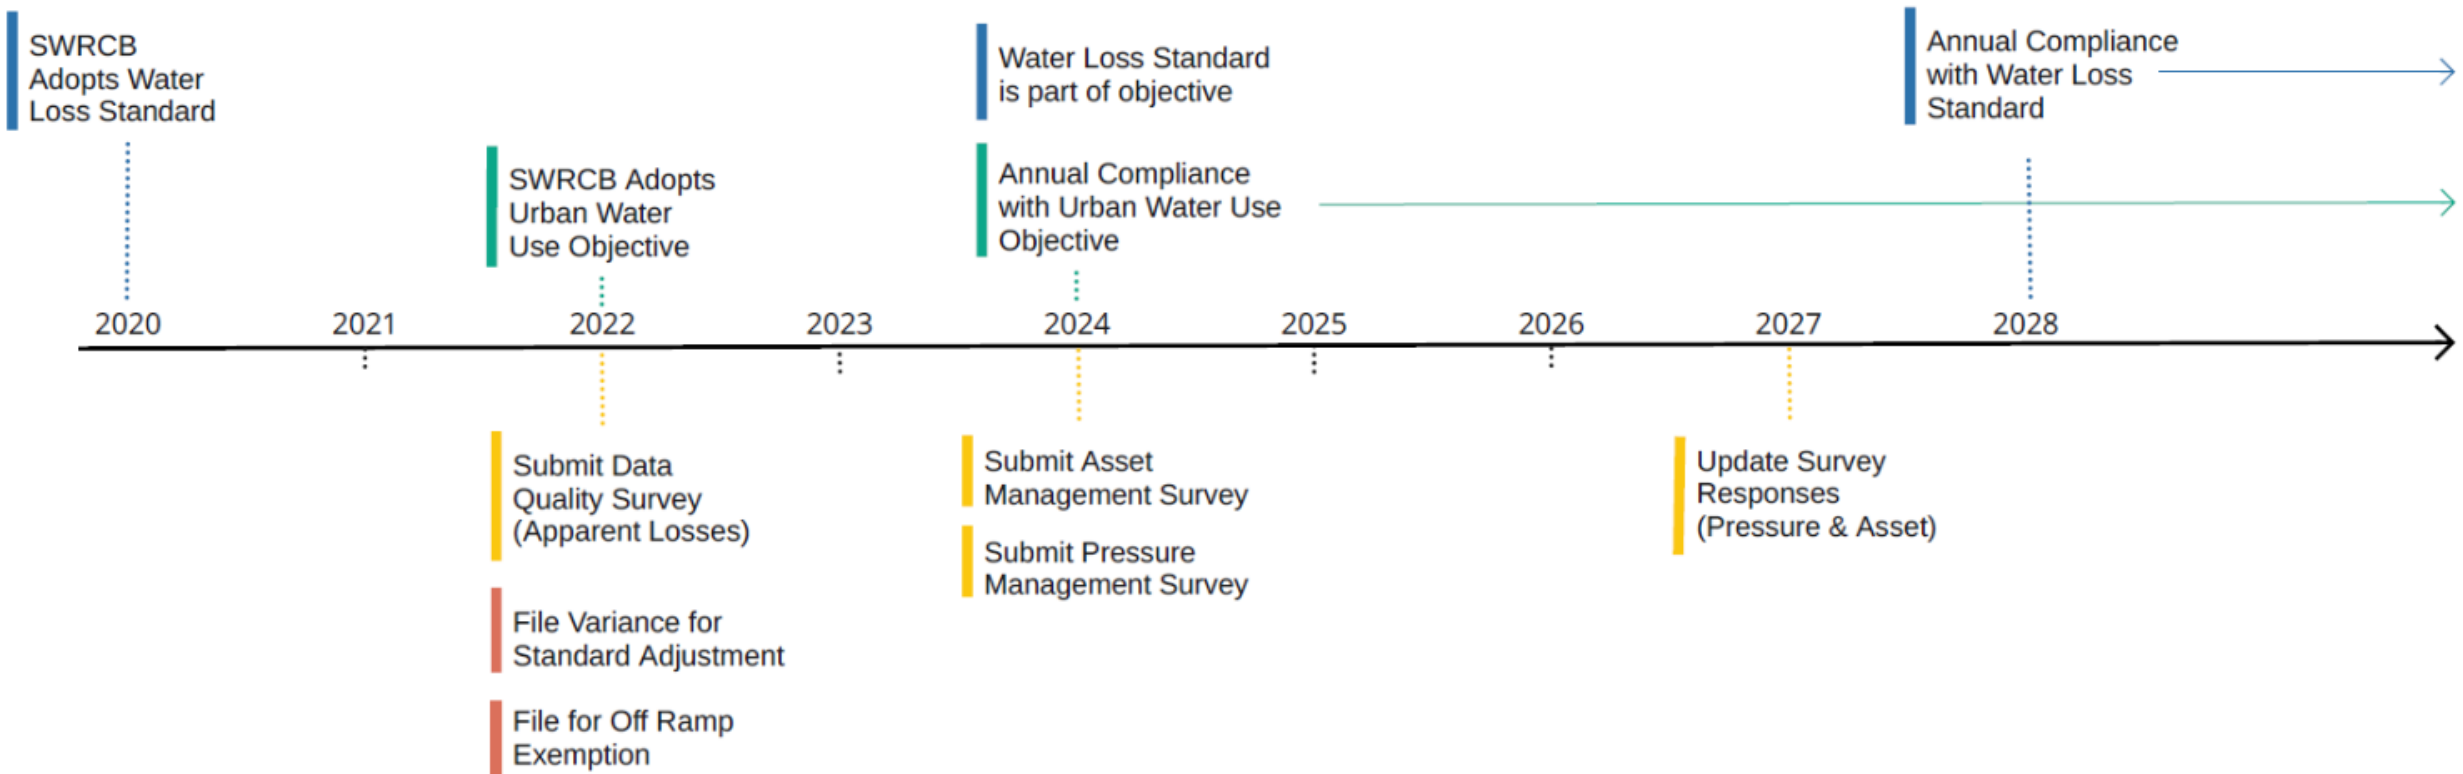 SWRCB
Adopts Water
Loss Standard
Water Loss Standard
is part of objective
Annual Compliance
with Water Loss
Standard
SWRCB Adopts
Urban Water
Use Objective
Annual Compliance
with Urban Water Use
Objective
2020 2021 2022 2023 2024 2025 2026 2027 2028
Submit Data
Quality Survey
(Apparent Losses)
File Variance for
Standard Adjustment
File for Off Ramp
Exemption
Submit Asset
Management Survey
Submit Pressure
Management Survey
Update Survey
Responses
(Pressure & Asset)